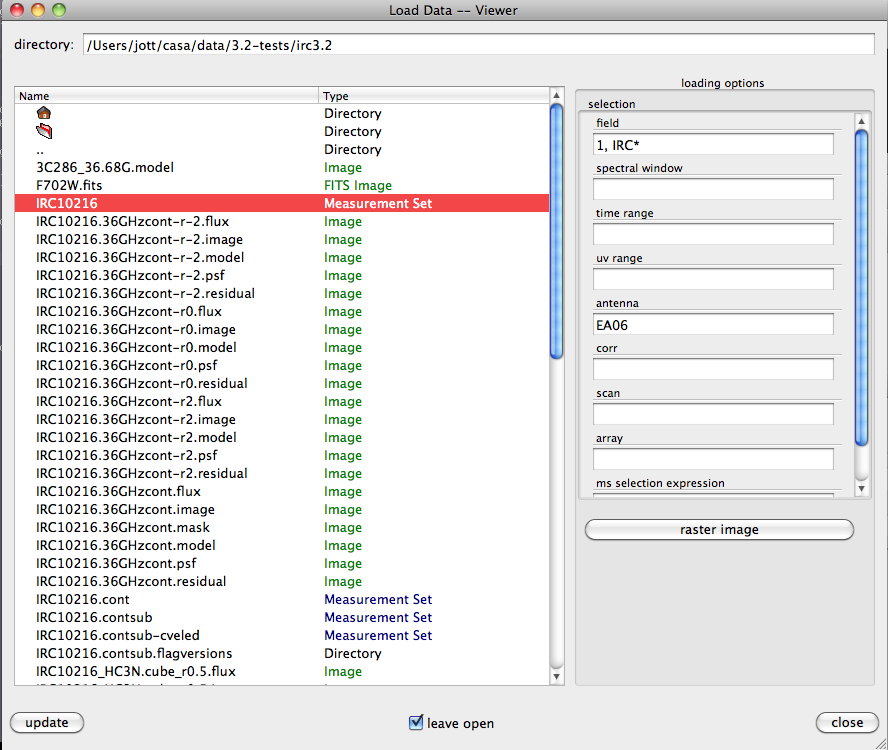 Load Data -- Viewer
directory: /Users/jott/casa/data/3.2-tests/irc3.2
Name Type
Directory
Directory
.. Directory
3C286_36.68G.model Image
F702W.fits FITS Image
IRC10216 Measurement Set
IRC10216.36GHzcont-r-2.flux Image
IRC10216.36GHzcont-r-2.image Image
IRC10216.36GHzcont-r-2.model Image
IRC10216.36GHzcont-r-2.psf Image
IRC10216.36GHzcont-r-2.residual Image
IRC10216.36GHzcont-r0.flux Image
IRC10216.36GHzcont-r0.image Image
IRC10216.36GHzcont-r0.model Image
IRC10216.36GHzcont-r0.psf Image
IRC10216.36GHzcont-r0.residual Image
IRC10216.36GHzcont-r2.flux Image
IRC10216.36GHzcont-r2.image Image
IRC10216.36GHzcont-r2.model Image
IRC10216.36GHzcont-r2.psf Image
IRC10216.36GHzcont-r2.residual Image
IRC10216.36GHzcont.flux Image
IRC10216.36GHzcont.image Image
IRC10216.36GHzcont.mask Image
IRC10216.36GHzcont.model Image
IRC10216.36GHzcont.psf Image
IRC10216.36GHzcont.residual Image
IRC10216.cont Measurement Set
IRC10216.contsub Measurement Set
IRC10216.contsub-cveled Measurement Set
IRC10216.contsub.flagversions Directory
IRC10216_HC3N.cube_r0.5.flux Image
loading options
selection
field
1, IRC*
spectral window
time range
uv range
antenna
EA06
corr
scan
array
ms selection expression
raster image
update
leave open
close